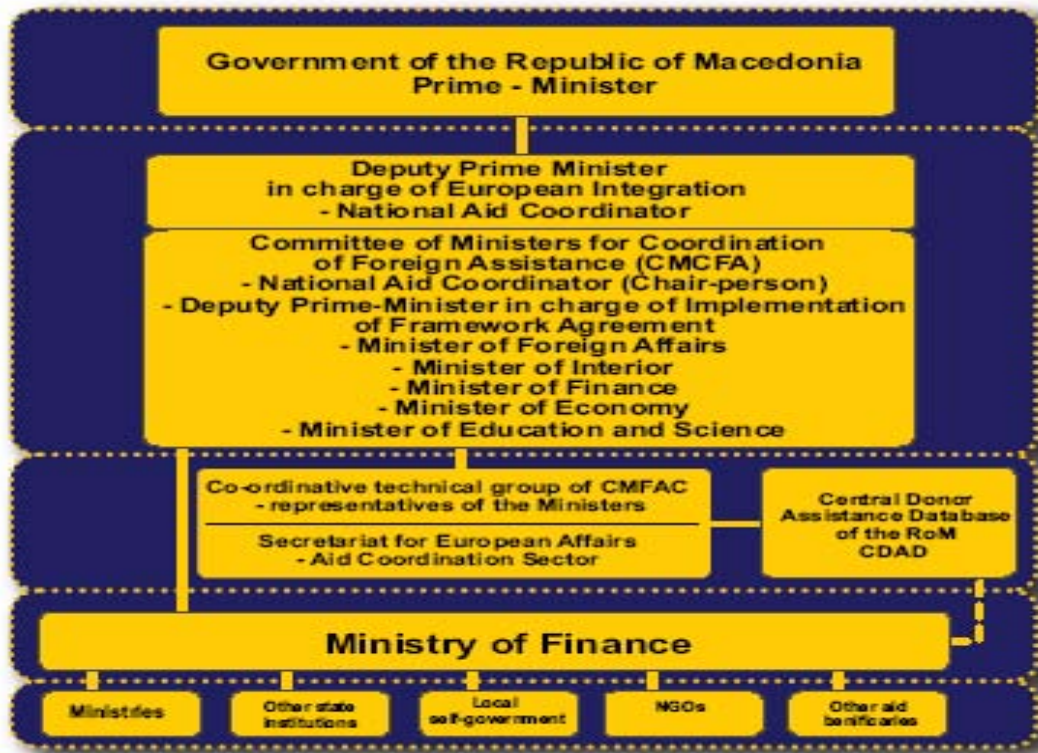 Government of the Republic of Macedonia
Prime - Minister
Deputy Prime Minister
in charge of European Integration
- National Aid Coordinator
Committee of Ministers for Coordination
of Foreign Assistance (CMCFA)
- National Aid Coordinator (Chair-person)
- Deputy Prime-Minister in charge of Implementation
of Framework Agreement
- Minister of Foreign Affairs
- Minister of Interior
- Minister of Finance
- Minister of Economy
- Minister of Education and Science
Co-ordinative technical group of CMFAC
- representatives of the Ministers
Secretariat for European Affairs
- Aid Coordination Sector
Central Donor
Assistance Database
of the RoM
CDAD
Ministry of Finance
Ministries
Other state
institutions
Local
self-government
NGOs
Other aid
benificaries